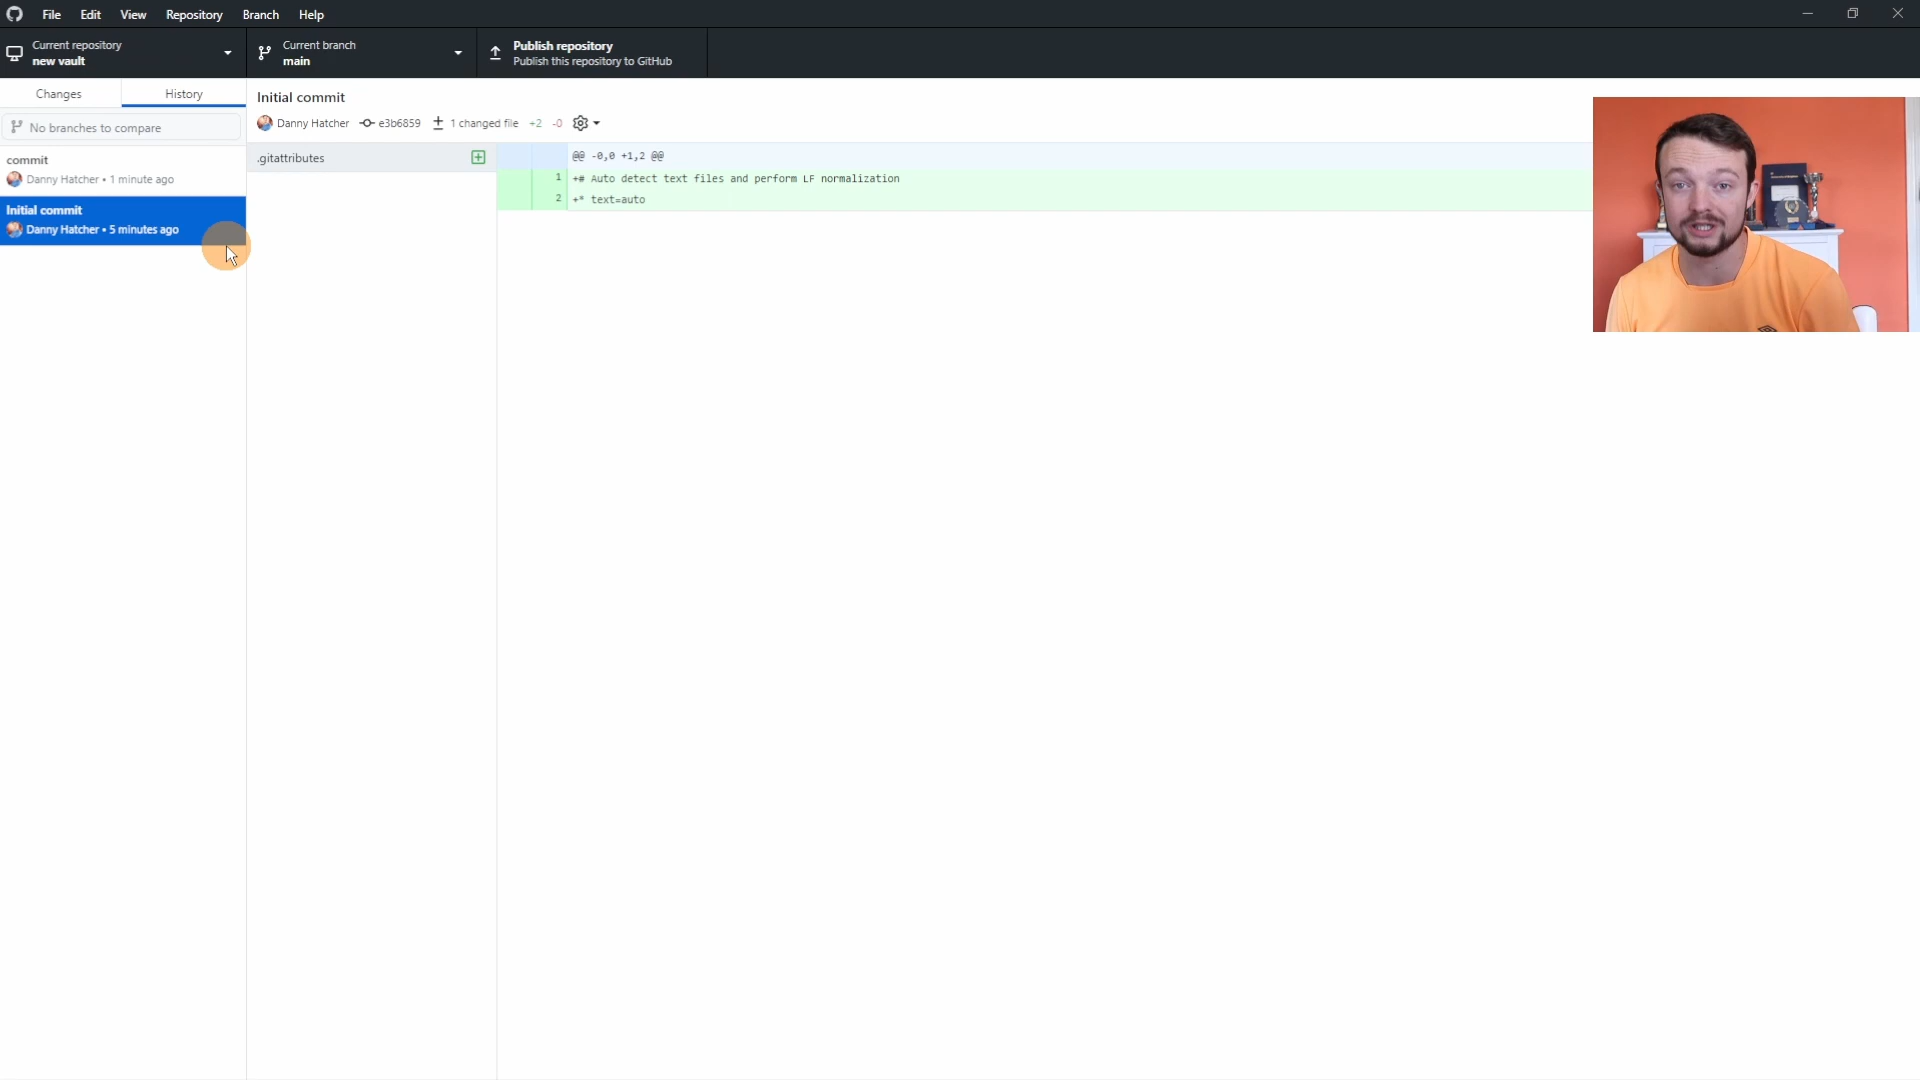 File Edit View Repository Branch Help
Current repository
new vault
Current branch
main
Publish repository
Publish this repository to GitHub
Changes
History
No branches to compare
commit
Danny Hatcher • 1 minute ago
Initial commit
Danny Hatcher • 5 minutes ago
Initial commit
Danny Hatcher e3b6859 1 changed file +2 -0
.gitattributes
@@ -0,0 +1,2 @@
1 +# Auto detect text files and perform LF normalization
2 +* text=auto